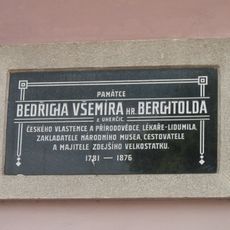 PAMÁTCE
BEDŘICHA VŠEMÍRA HR. BERCHTOLDA
Z UHERČIC,
ČESKÉHO VLASTENCE A PŘÍRODOVĚDCE, LÉKAŘE-LIDUMILA,
ZAKLADATELE NÁRODNÍHO MUSEA, CESTOVATELE
A MAJITELE ZDEJŠÍHO VELKOSTATKU.
1781 — 1876